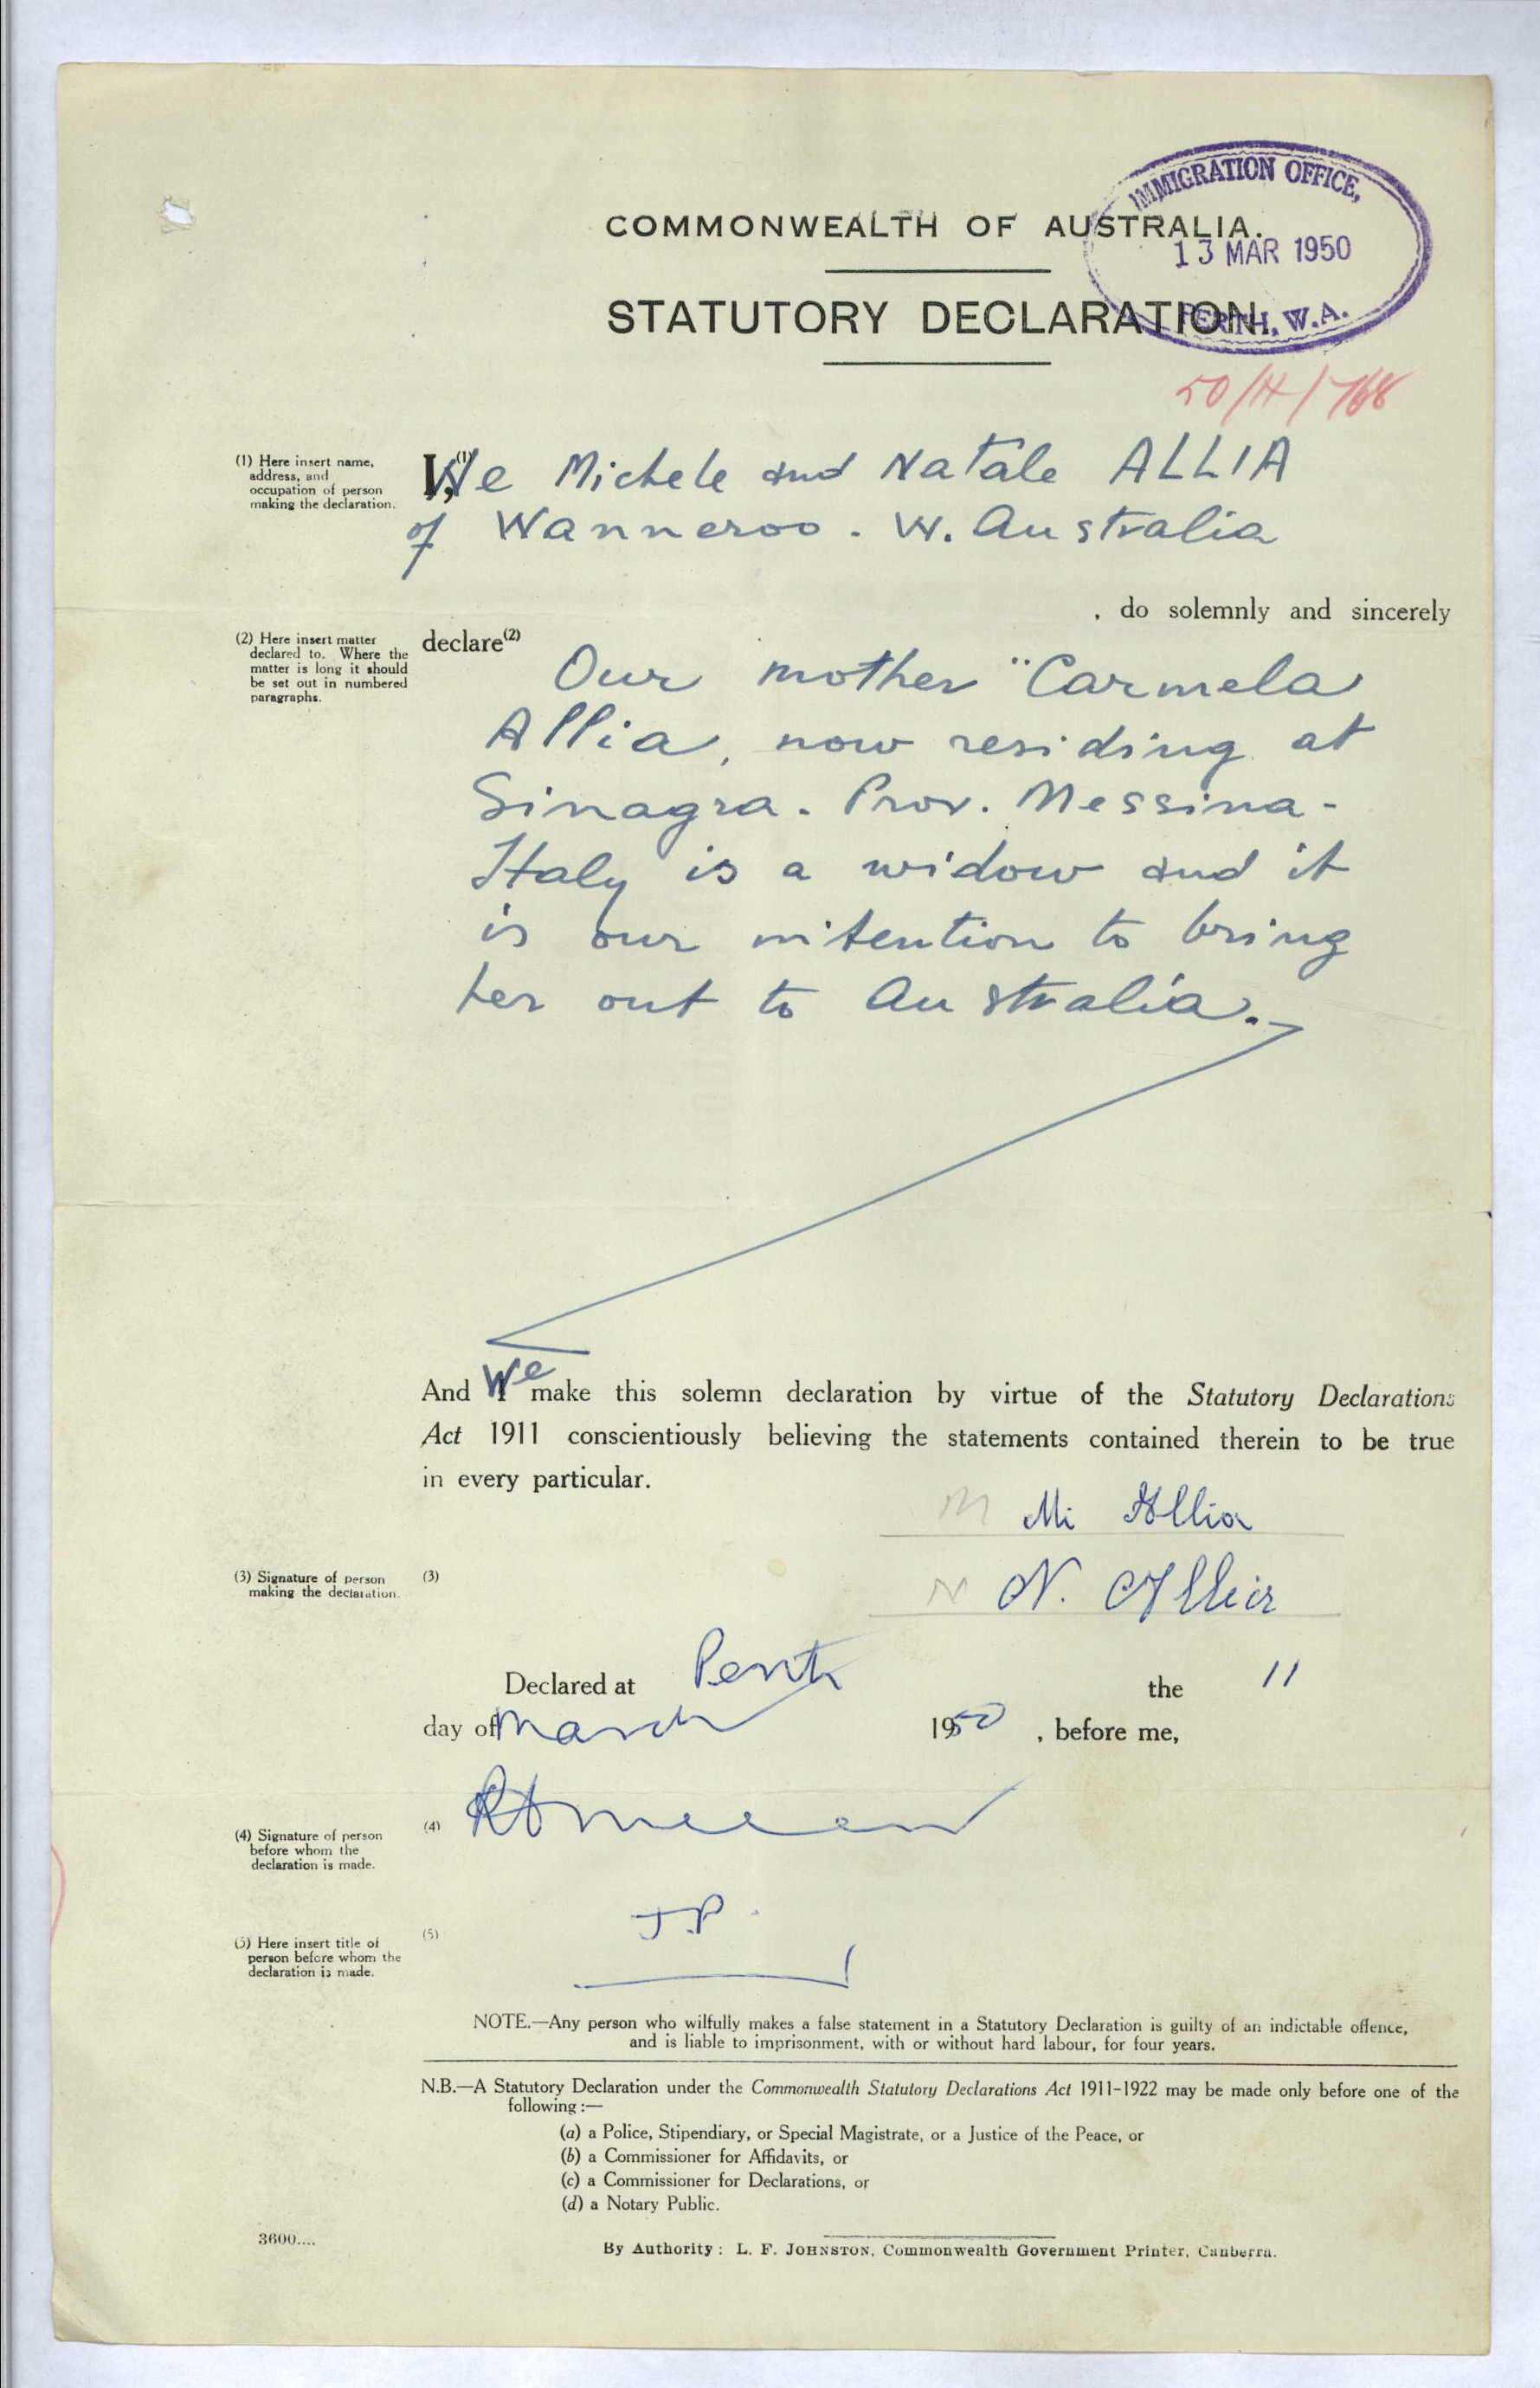 IMMIGRATION OFFICE,
13 MAR 1950
PERTH, W.A.
COMMONWEALTH OF AUSTRALIA.
STATUTORY DECLARATION.
50/H/768
(1) Here insert name,
address, and
occupation of person
making the declaration.
I,(1) We Michele and Natale ALLIA
of Wanneroo. W. Australia
, do solemnly and sincerely
(2) Here insert matter
declared to. Where the
matter is long it should
be set out in numbered
paragraphs.
declare(2)
Our mother "Carmela
Allia, now residing at
Sinagra. Prov. Messina-
Italy is a widow and it
is our intention to bring
her out to Australia.
And We make this solemn declaration by virtue of the Statutory Declarations
Act 1911 conscientiously believing the statements contained therein to be true
in every particular.
M Mi Allia
(3) Signature of person
making the declaration.
(3)
N N. Allia
Declared at Perth the 11
day of March 1950, before me,
(4) Signature of person
before whom the
declaration is made.
(4)
(5) Here insert title of
person before whom the
declaration is made.
(5)
J P.
NOTE.—Any person who wilfully makes a false statement in a Statutory Declaration is guilty of an indictable offence,
and is liable to imprisonment, with or without hard labour, for four years.
N.B.—A Statutory Declaration under the Commonwealth Statutory Declarations Act 1911-1922 may be made only before one of the
following :—
(a) a Police, Stipendiary, or Special Magistrate, or a Justice of the Peace, or
(b) a Commissioner for Affidavits, or
(c) a Commissioner for Declarations, or
(d) a Notary Public.
3600....
By Authority : L. F. JOHNSTON, Commonwealth Government Printer, Canberra.